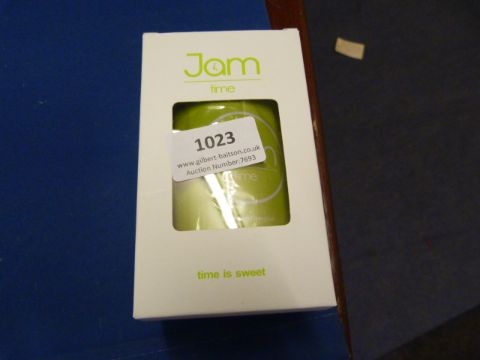 Jam
time
1023
www.gilbert-baitson.co.uk
Auction Number:7693
time
time is sweet